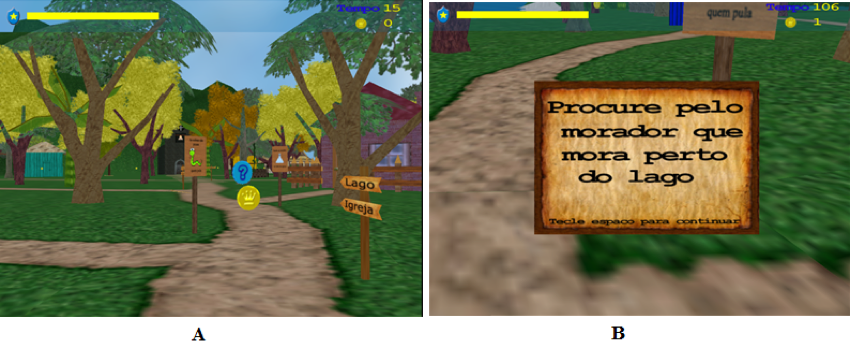 Tempo 15
0
?
Lago
Igreja
A
quem pula
Tempo 106
1
Procure pelo
morador que
mora perto
do lago
Tecle espaco para continuar
B